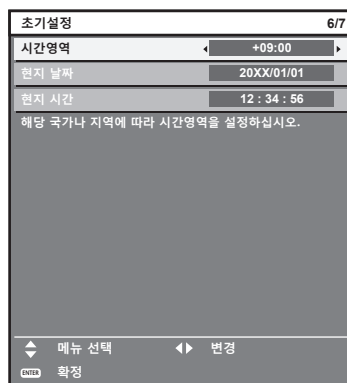 초기설정 6/7
시간영역 +09:00
현지 날짜 20XX/01/01
현지 시간 12 : 34 : 56
해당 국가나 지역에 따라 시간영역을 설정하십시오.
메뉴 선택 변경
ENTER 확정